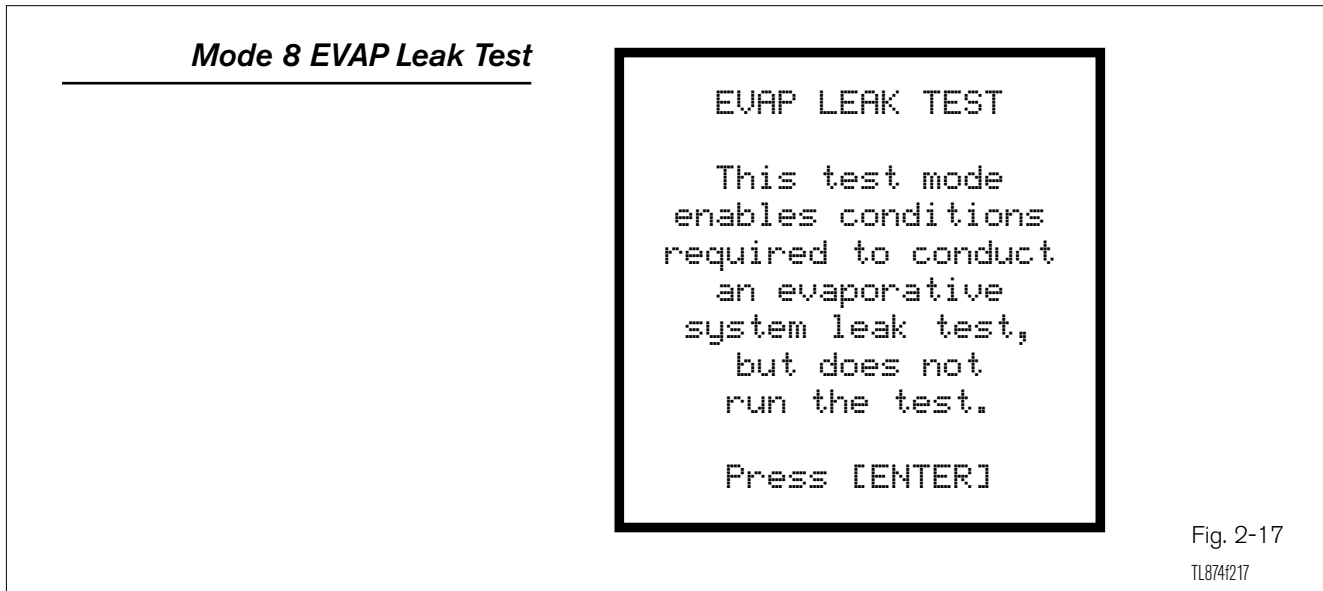 Mode 8 EVAP Leak Test
EVAP LEAK TEST
This test mode
enables conditions
required to conduct
an evaporative
system leak test,
but does not
run the test.
Press [ENTER]
Fig. 2-17
TL874f217